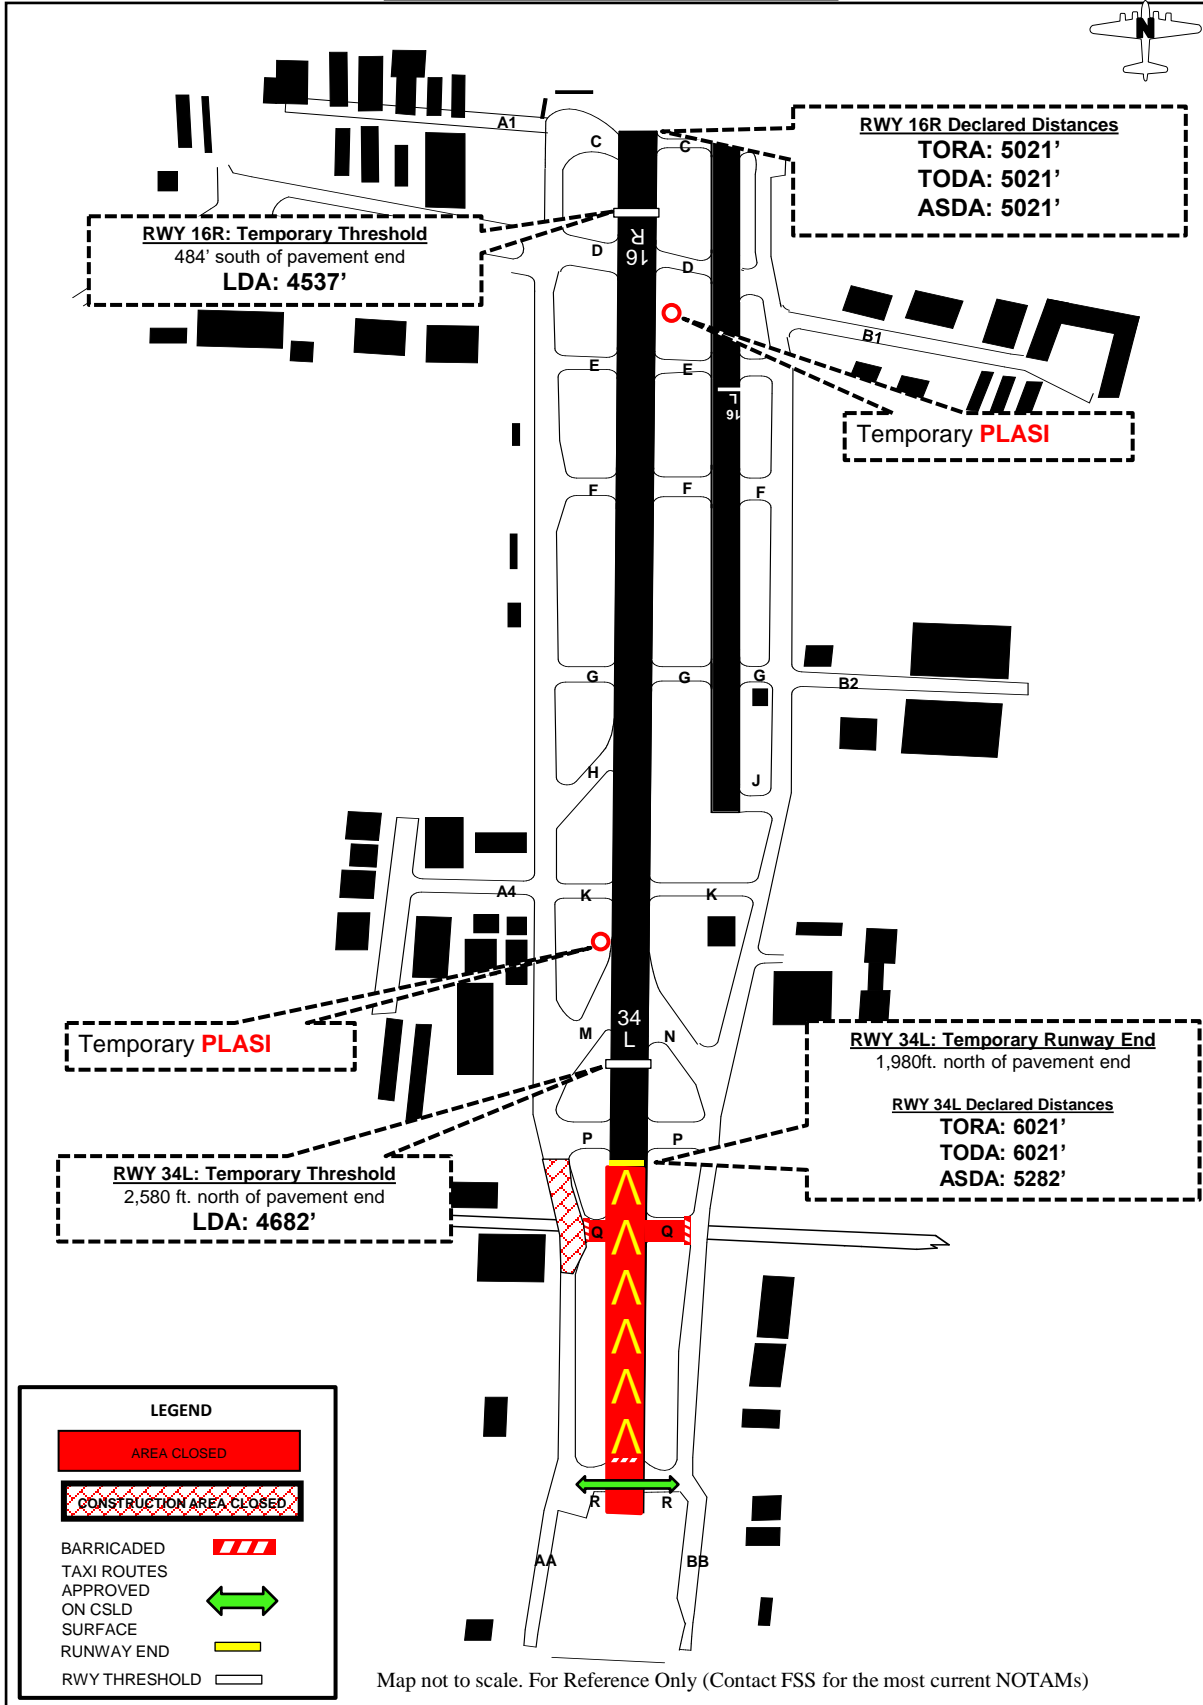 N
A1
C
C
RWY 16R Declared Distances
TORA: 5021’
TODA: 5021’
ASDA: 5021’
RWY 16R: Temporary Threshold
484’ south of pavement end
LDA: 4537’
16
R
D
D
B1
E
E
16
L
Temporary PLASI
F
F
F
G
G
G
B2
H
J
A4
K
K
34
L
M
N
Temporary PLASI
RWY 34L: Temporary Runway End
1,980ft. north of pavement end
RWY 34L Declared Distances
TORA: 6021’
TODA: 6021’
ASDA: 5282’
P
P
RWY 34L: Temporary Threshold
2,580 ft. north of pavement end
LDA: 4682’
Q
Q
R
R
AA
BB
LEGEND
AREA CLOSED
CONSTRUCTION AREA CLOSED
BARRICADED
TAXI ROUTES
APPROVED
ON CSLD
SURFACE
RUNWAY END
RWY THRESHOLD
Map not to scale. For Reference Only (Contact FSS for the most current NOTAMs)